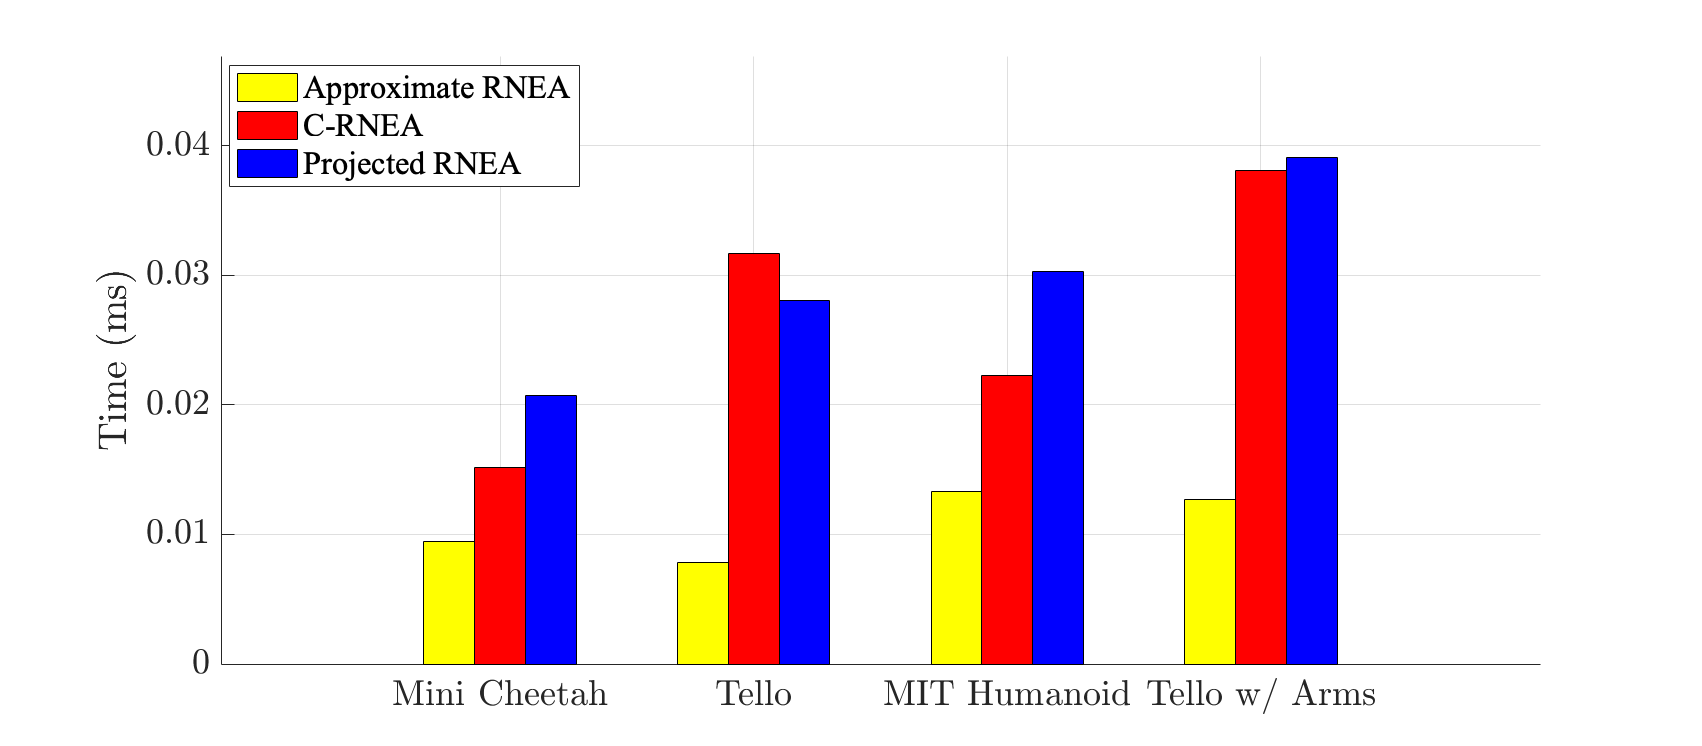 Approximate RNEA
C-RNEA
Projected RNEA
Time (ms)
0.04
0.03
0.02
0.01
0
Mini Cheetah
Tello
MIT Humanoid
Tello w/ Arms